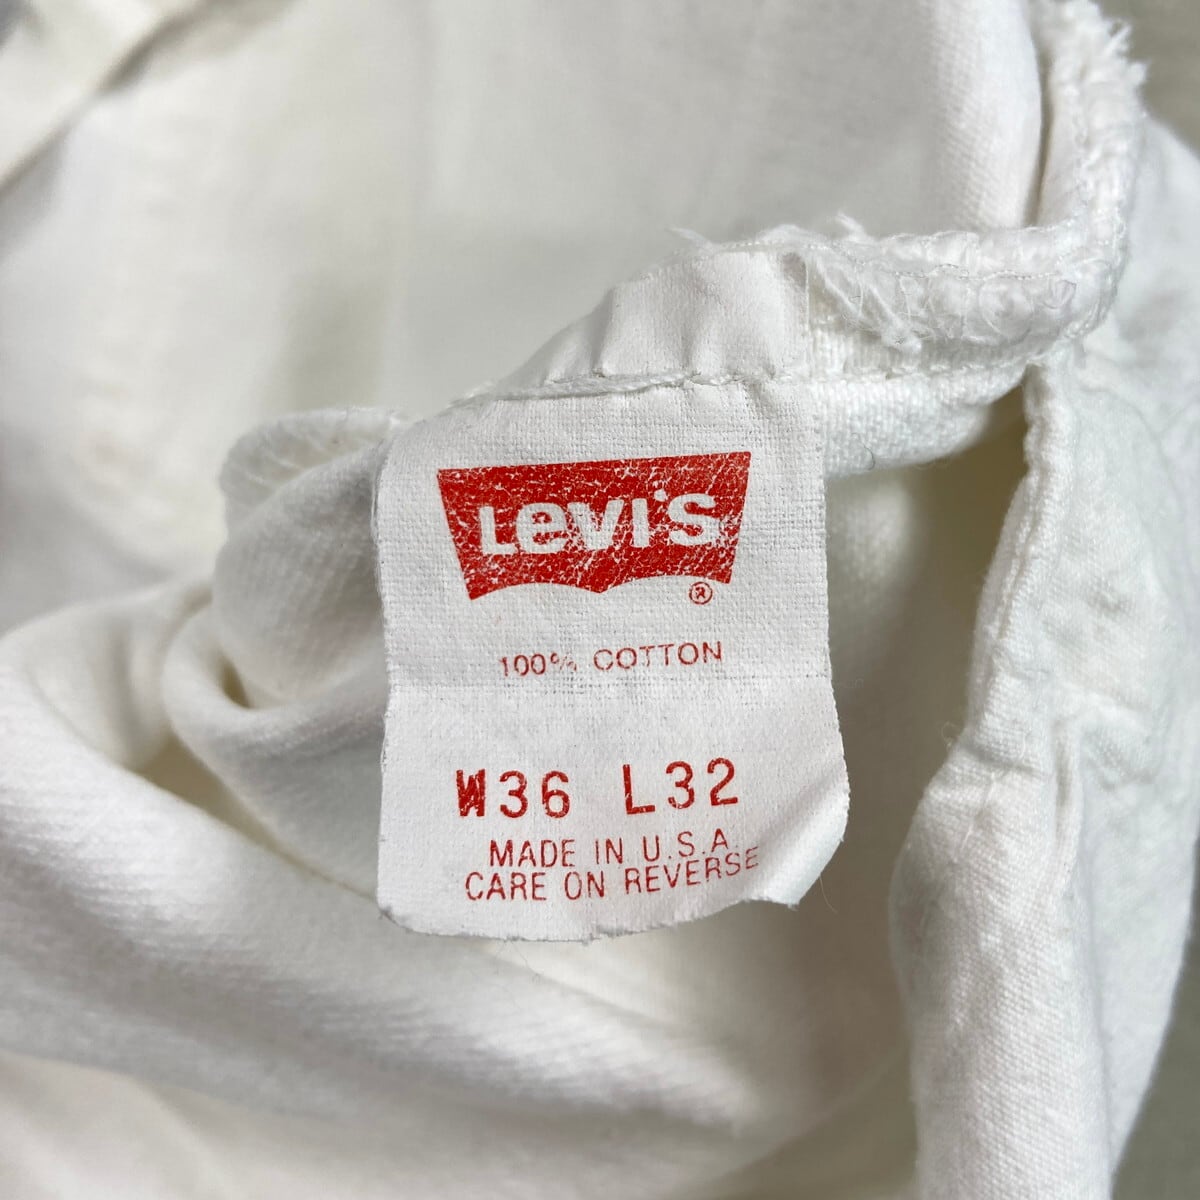 Levi's
®
100% COTTON
W36 L32
MADE IN U.S.A.
CARE ON REVERSE